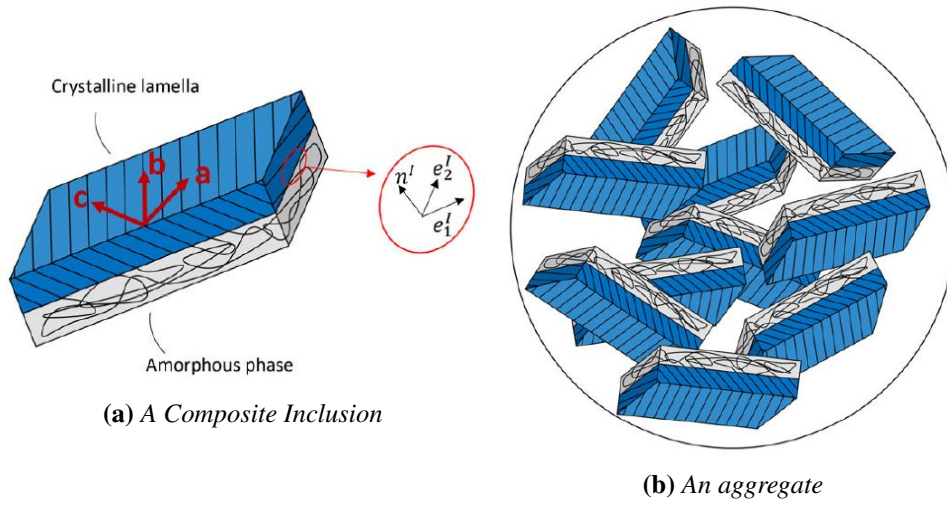 Crystalline lamella
b
a
c
n^I
e_2^I
e_1^I
Amorphous phase
(a) A Composite Inclusion
(b) An aggregate